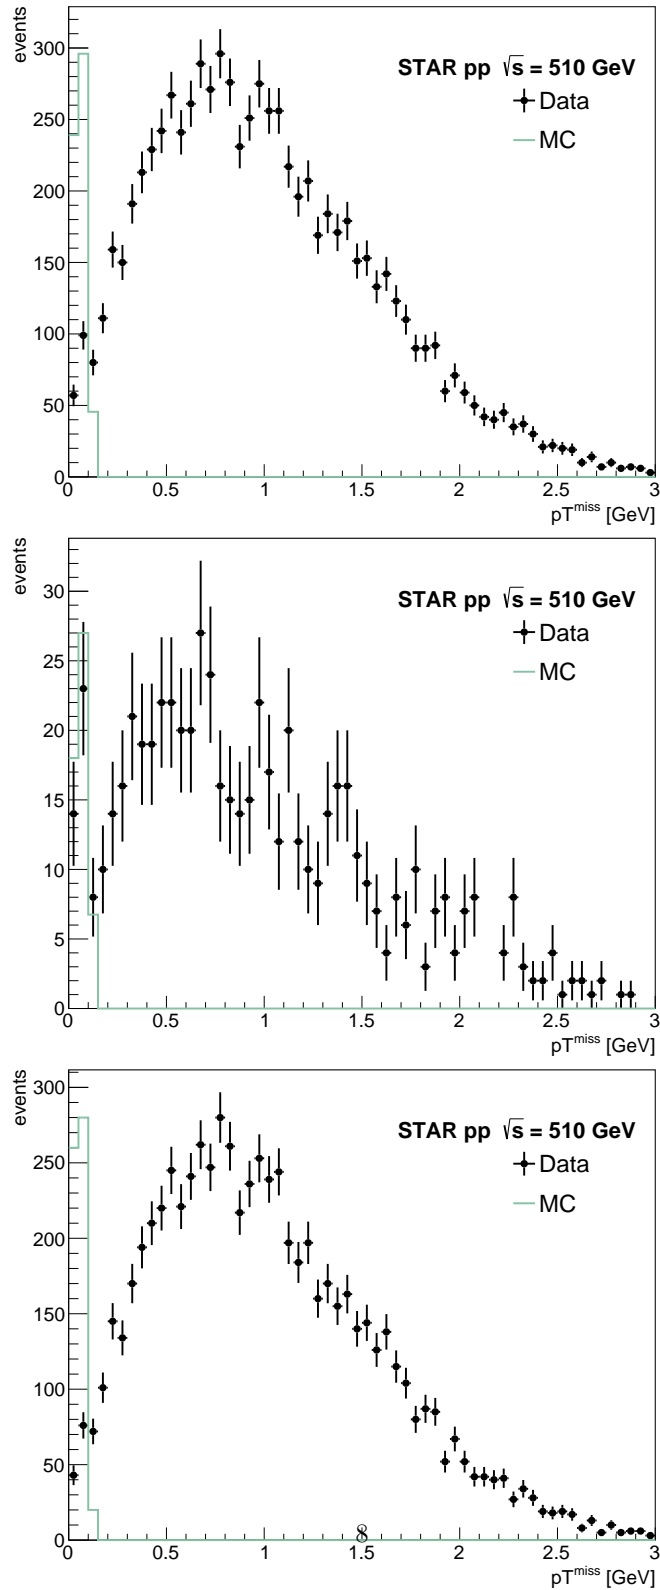 events
300
250
200
150
100
50
0
STAR pp √s = 510 GeV
Data
MC
0 0.5 1 1.5 2 2.5 3
pT^miss [GeV]
events
30
25
20
15
10
5
0
STAR pp √s = 510 GeV
Data
MC
0 0.5 1 1.5 2 2.5 3
pT^miss [GeV]
events
300
250
200
150
100
50
0
STAR pp √s = 510 GeV
Data
MC
0 0.5 1 1.5 2 2.5 3
pT^miss [GeV]